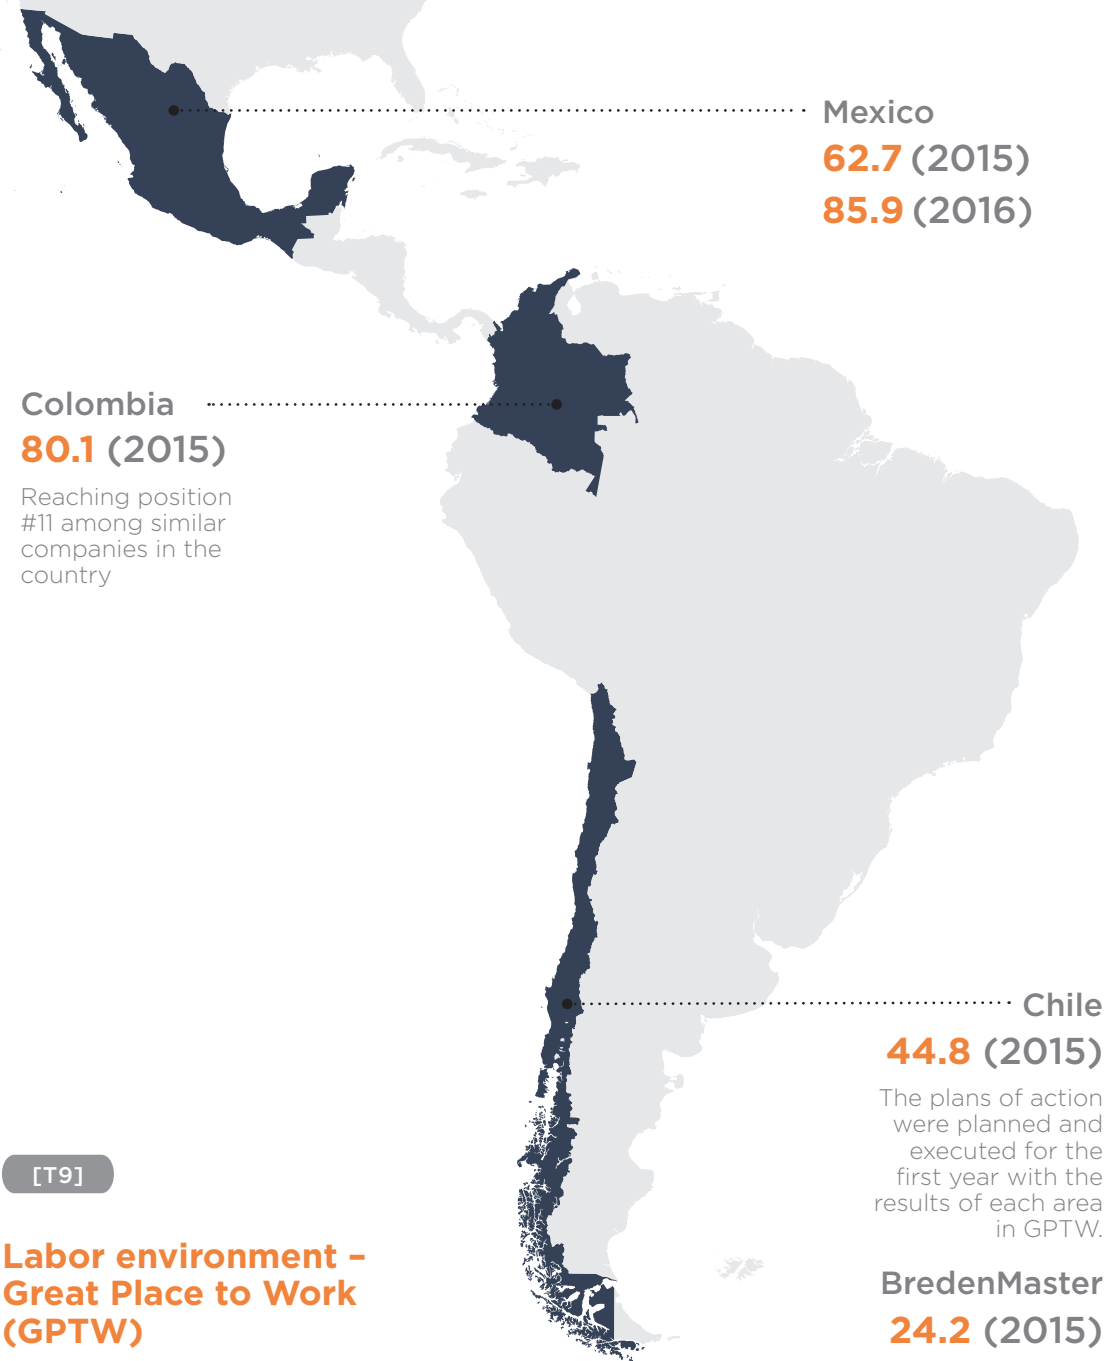 Mexico
62.7 (2015)
85.9 (2016)
Colombia
80.1 (2015)
Reaching position
#11 among similar
companies in the
country
Chile
44.8 (2015)
The plans of action
were planned and
executed for the
first year with the
results of each area
in GPTW.
BredenMaster
24.2 (2015)
[T9]
Labor environment –
Great Place to Work
(GPTW)